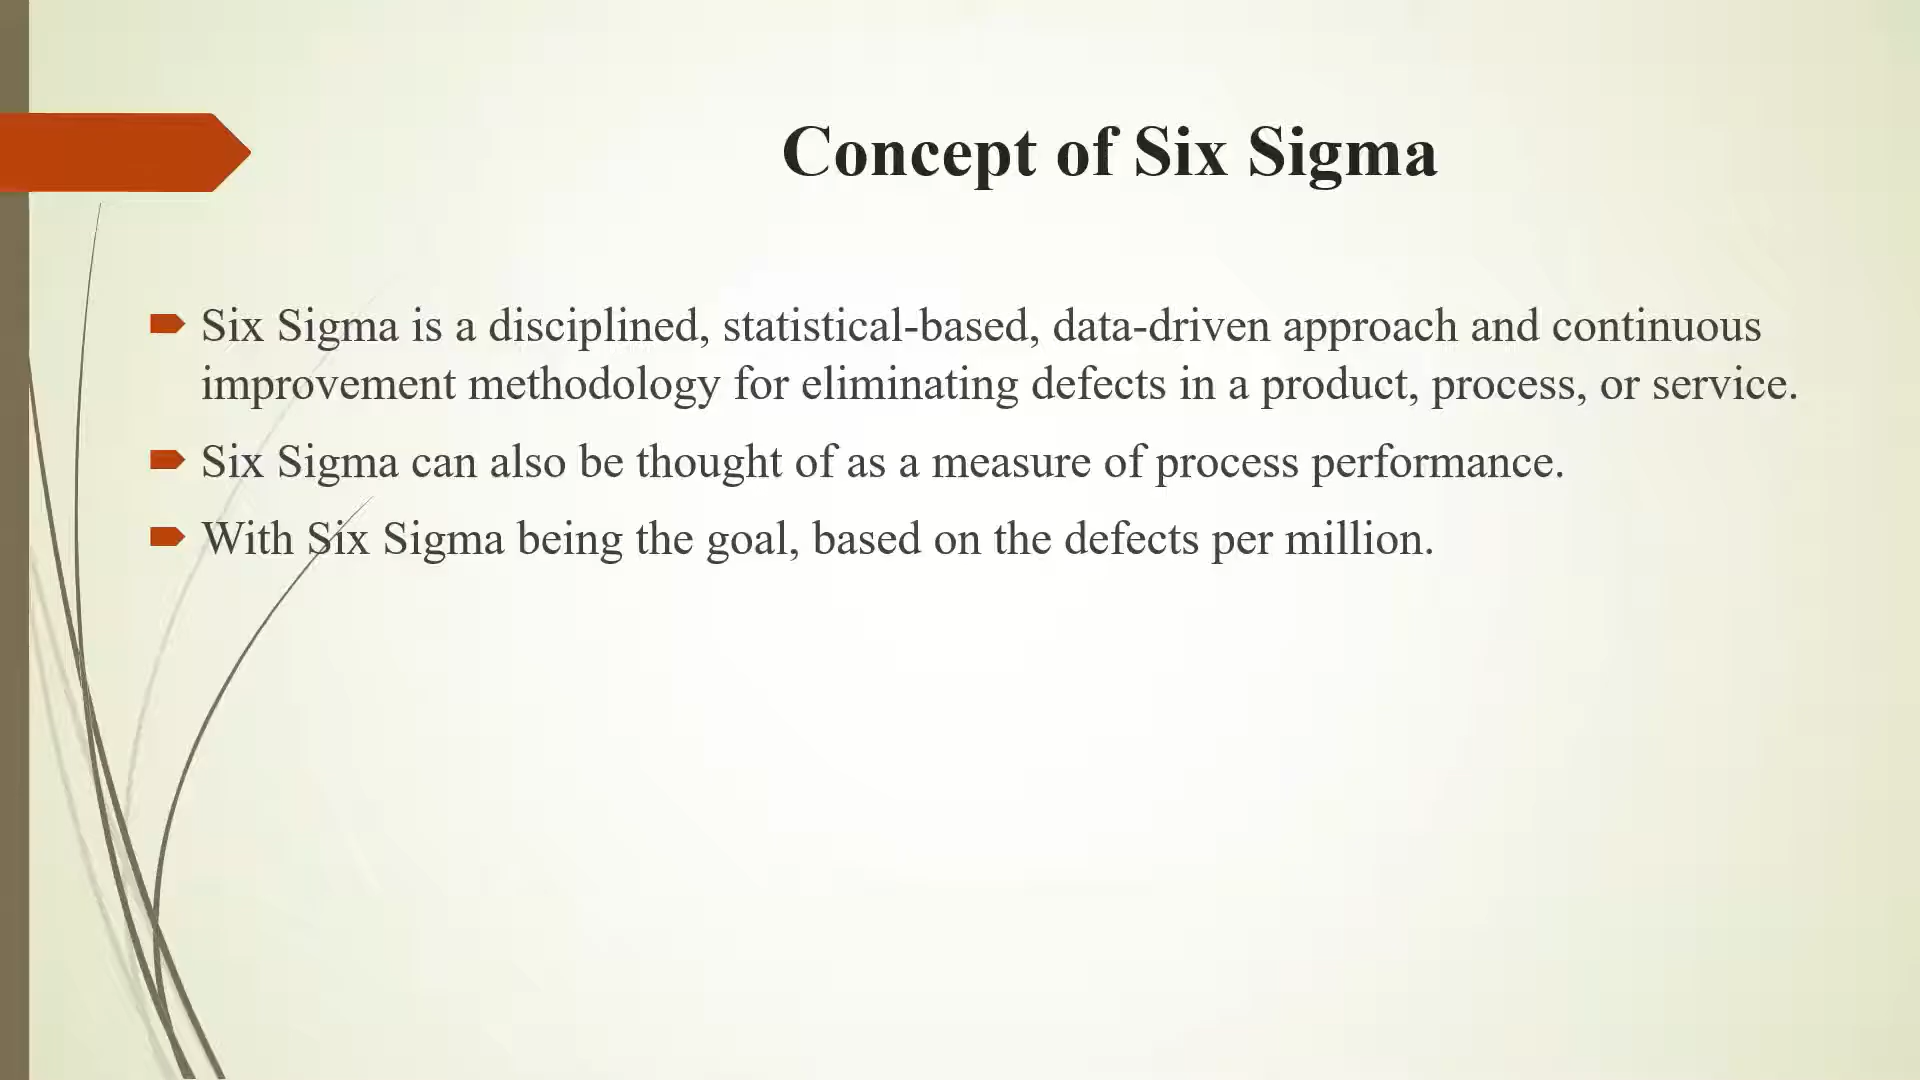 Concept of Six Sigma
Six Sigma is a disciplined, statistical-based, data-driven approach and continuous
improvement methodology for eliminating defects in a product, process, or service.
Six Sigma can also be thought of as a measure of process performance.
With Six Sigma being the goal, based on the defects per million.